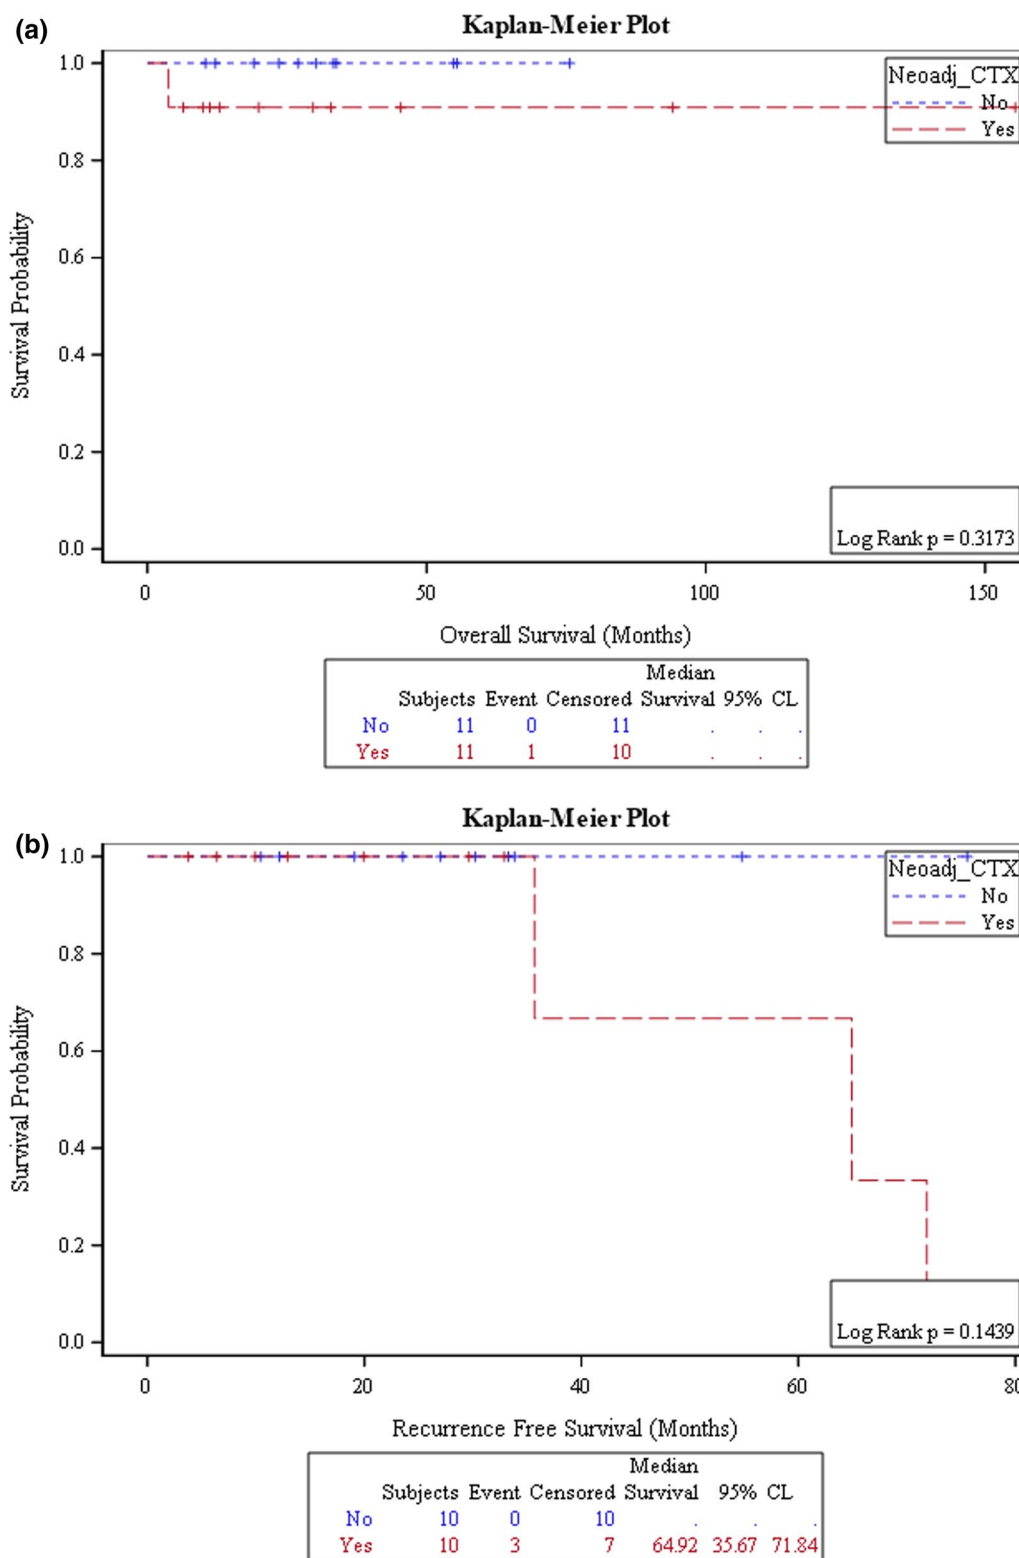 (a)
Kaplan-Meier Plot
Neoadj_CTX
No
Yes
1.0
0.8
0.6
0.4
0.2
0.0
Survival Probability
Log Rank p = 0.3173
0 50 100 150
Overall Survival (Months)
Median
Subjects Event Censored Survival 95% CL
No 11 0 11 . . .
Yes 11 1 10 . . .
(b)
Kaplan-Meier Plot
Neoadj_CTX
No
Yes
1.0
0.8
0.6
0.4
0.2
0.0
Survival Probability
Log Rank p = 0.1439
0 20 40 60 80
Recurrence Free Survival (Months)
Median
Subjects Event Censored Survival 95% CL
No 10 0 10 . . .
Yes 10 3 7 64.92 35.67 71.84